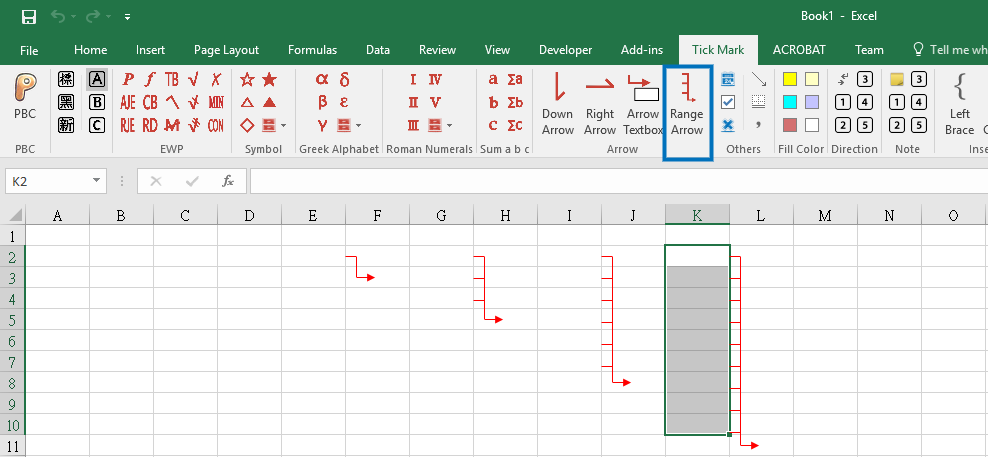 Book1 - Excel
File Home Insert Page Layout Formulas Data Review View Developer Add-ins Tick Mark ACROBAT Team Tell me wh
PBC
標 A
黑 B
新 C
P f TB √ X
AJE CB MIN
RJE RD CON
α δ
β ε
γ
I IV
II V
III
a Σa
b Σb
c Σc
Down Arrow
Right Arrow
Arrow Textbox
Range Arrow
3
1 4
2 5
3
1 4
2 5
Left Brace
PBC EWP Symbol Greek Alphabet Roman Numerals Sum a b c Arrow Others Fill Color Direction Note Inse
K2 fx
A B C D E F G H I J K L M N O
1
2
3
4
5
6
7
8
9
10
11